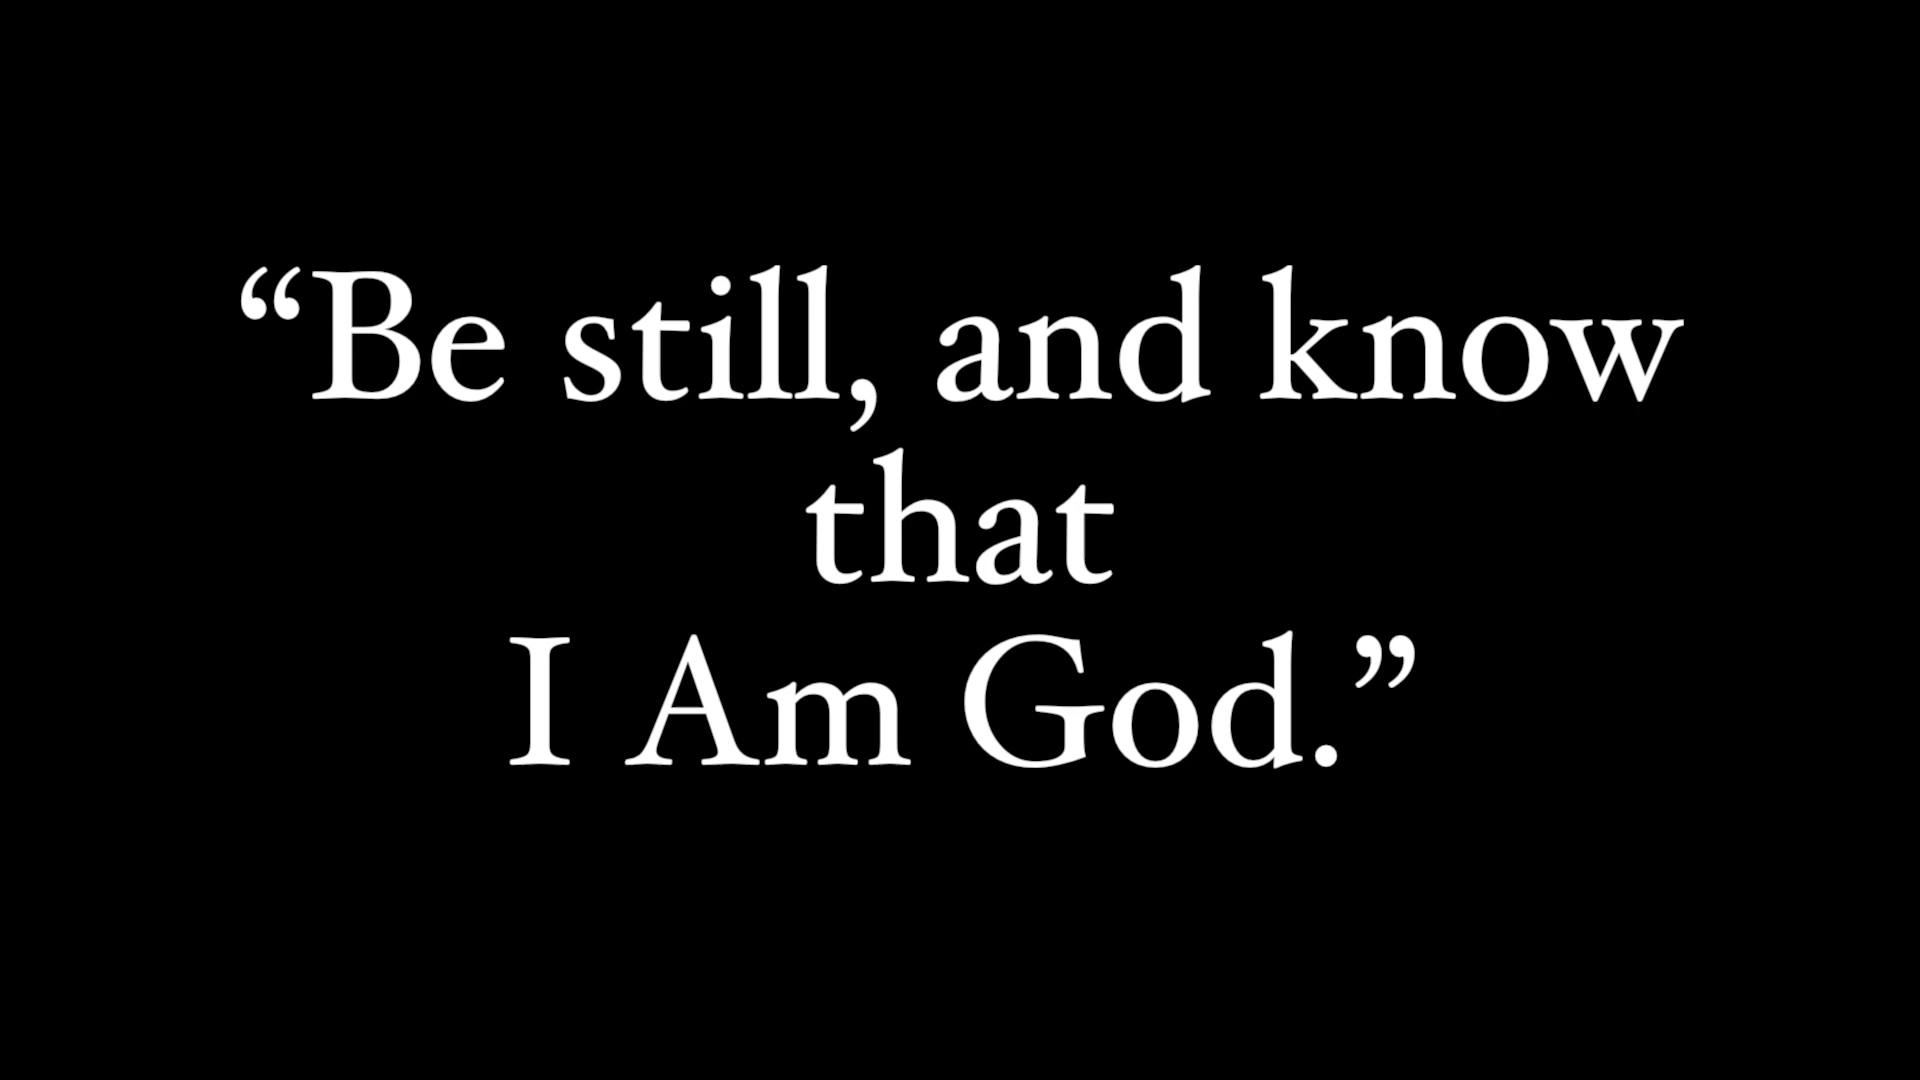 “Be still, and know
that
I Am God.”